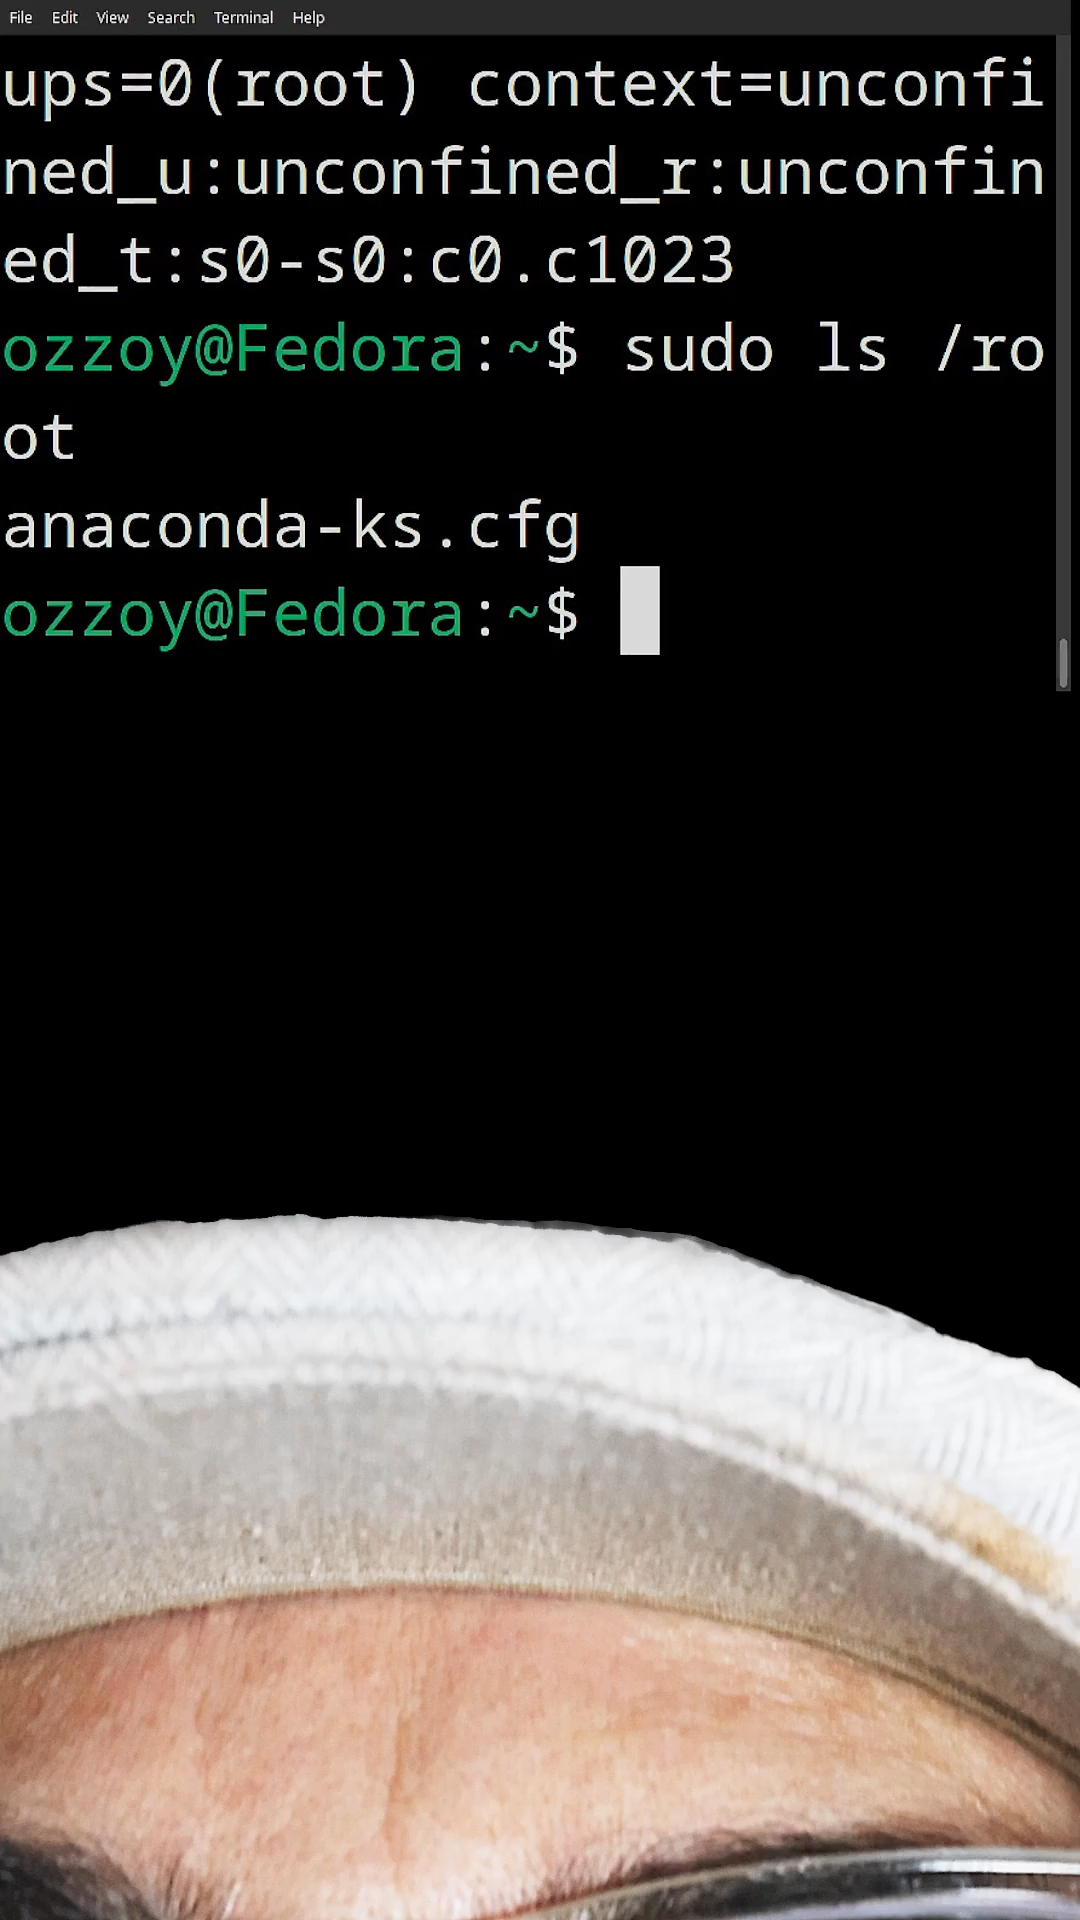 File Edit View Search Terminal Help
ups=0(root) context=unconfi
ned_u:unconfined_r:unconfin
ed_t:s0-s0:c0.c1023
ozzoy@Fedora:~$ sudo ls /ro
ot
anaconda-ks.cfg
ozzoy@Fedora:~$